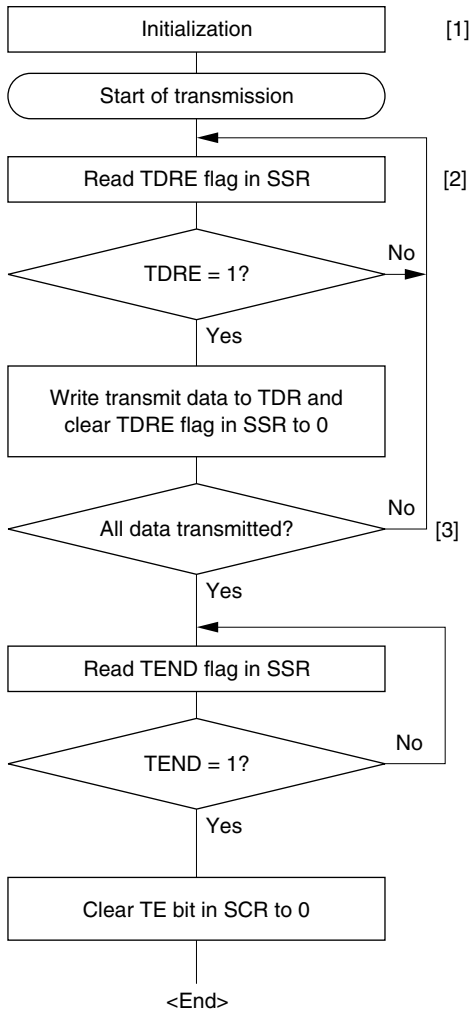 Initialization [1]
Start of transmission
Read TDRE flag in SSR [2]
No
TDRE = 1?
Yes
Write transmit data to TDR and
clear TDRE flag in SSR to 0
No
All data transmitted? [3]
Yes
Read TEND flag in SSR
No
TEND = 1?
Yes
Clear TE bit in SCR to 0
<End>